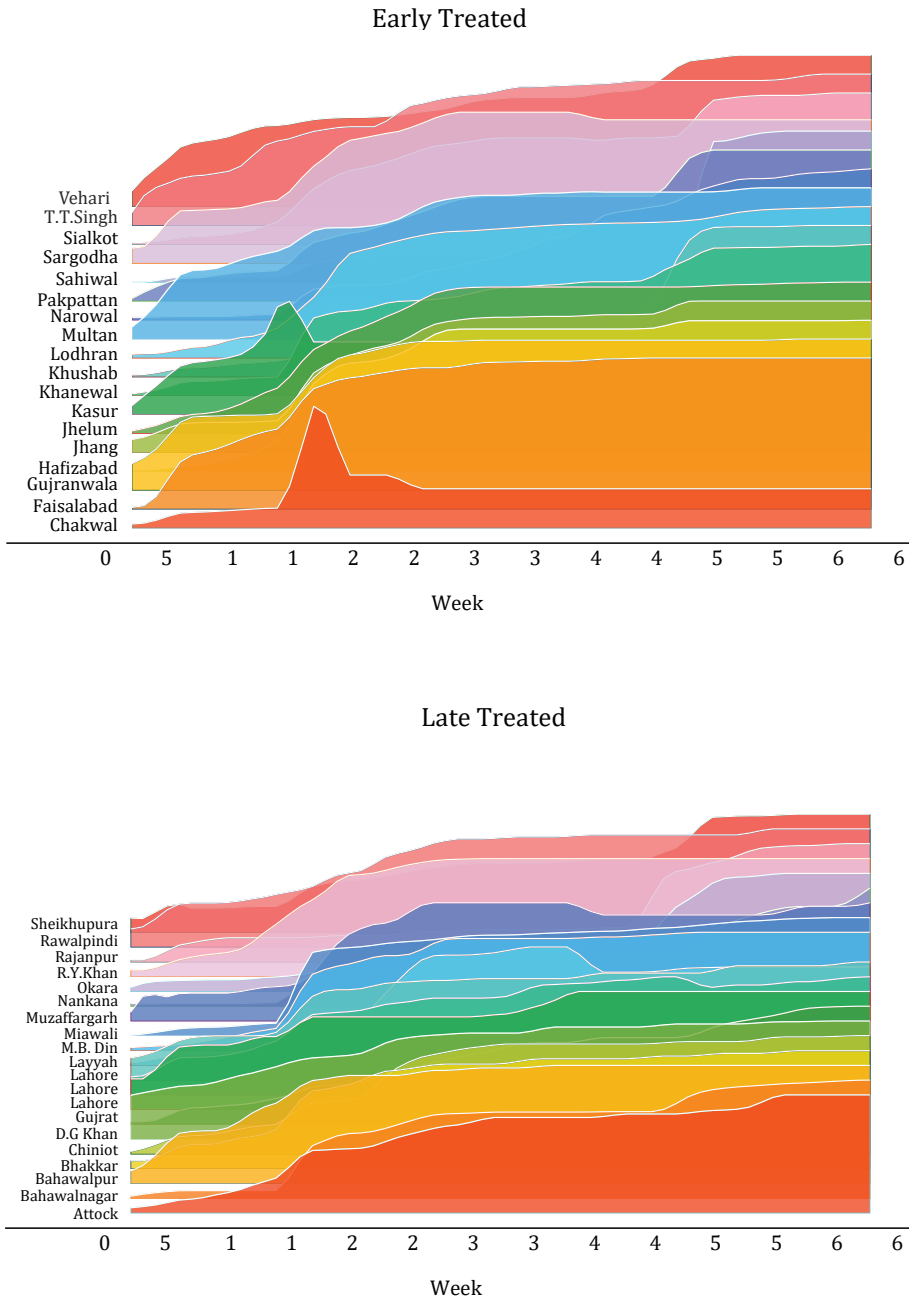 Early Treated
Vehari
T.T.Singh
Sialkot
Sargodha
Sahiwal
Pakpattan
Narowal
Multan
Lodhran
Khushab
Khanewal
Kasur
Jhelum
Jhang
Hafizabad
Gujranwala
Faisalabad
Chakwal
0 5 1 1 2 2 3 3 4 4 5 5 6 6
Week
Late Treated
Sheikhupura
Rawalpindi
Rajanpur
R.Y.Khan
Okara
Nankana
Muzaffargarh
Miawali
M.B. Din
Layyah
Lahore
Lahore
Lahore
Gujrat
D.G Khan
Chiniot
Bhakkar
Bahawalpur
Bahawalnagar
Attock
0 5 1 1 2 2 3 3 4 4 5 5 6 6
Week